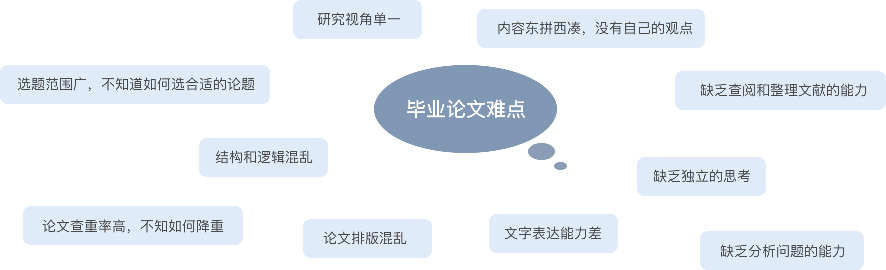 研究视角单一
内容东拼西凑，没有自己的观点
选题范围广，不知道如何选合适的论题
毕业论文难点
缺乏查阅和整理文献的能力
结构和逻辑混乱
缺乏独立的思考
论文查重率高，不知如何降重
论文排版混乱
文字表达能力差
缺乏分析问题的能力